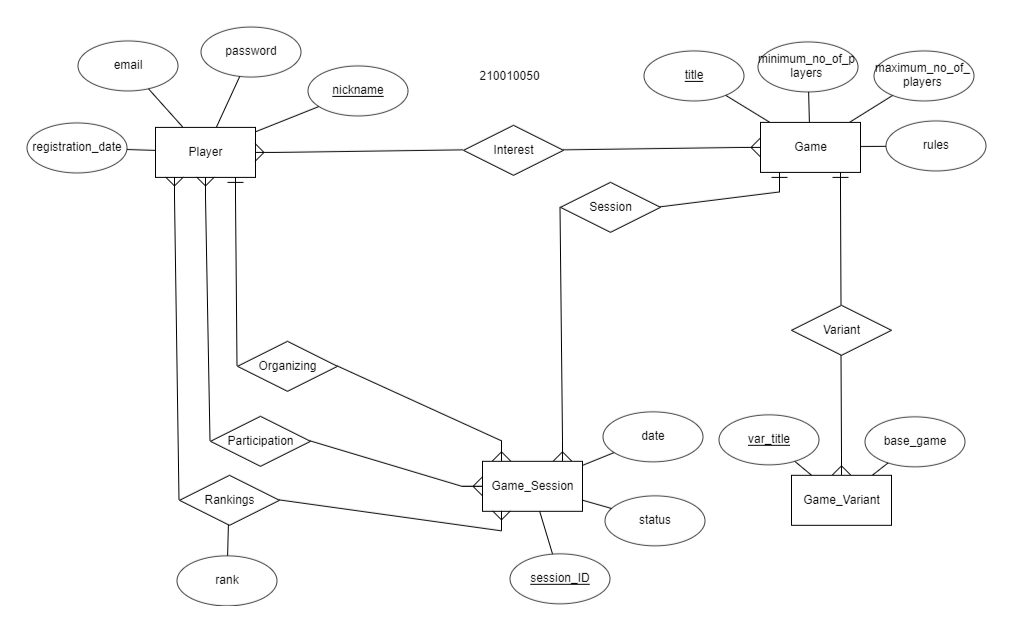 password
email
nickname
210010050
title
minimum_no_of_p
layers
maximum_no_of_
players
registration_date
Player
Interest
Game
rules
Session
Variant
Organizing
Participation
date
var_title
base_game
Rankings
Game_Session
Game_Variant
status
rank
session_ID